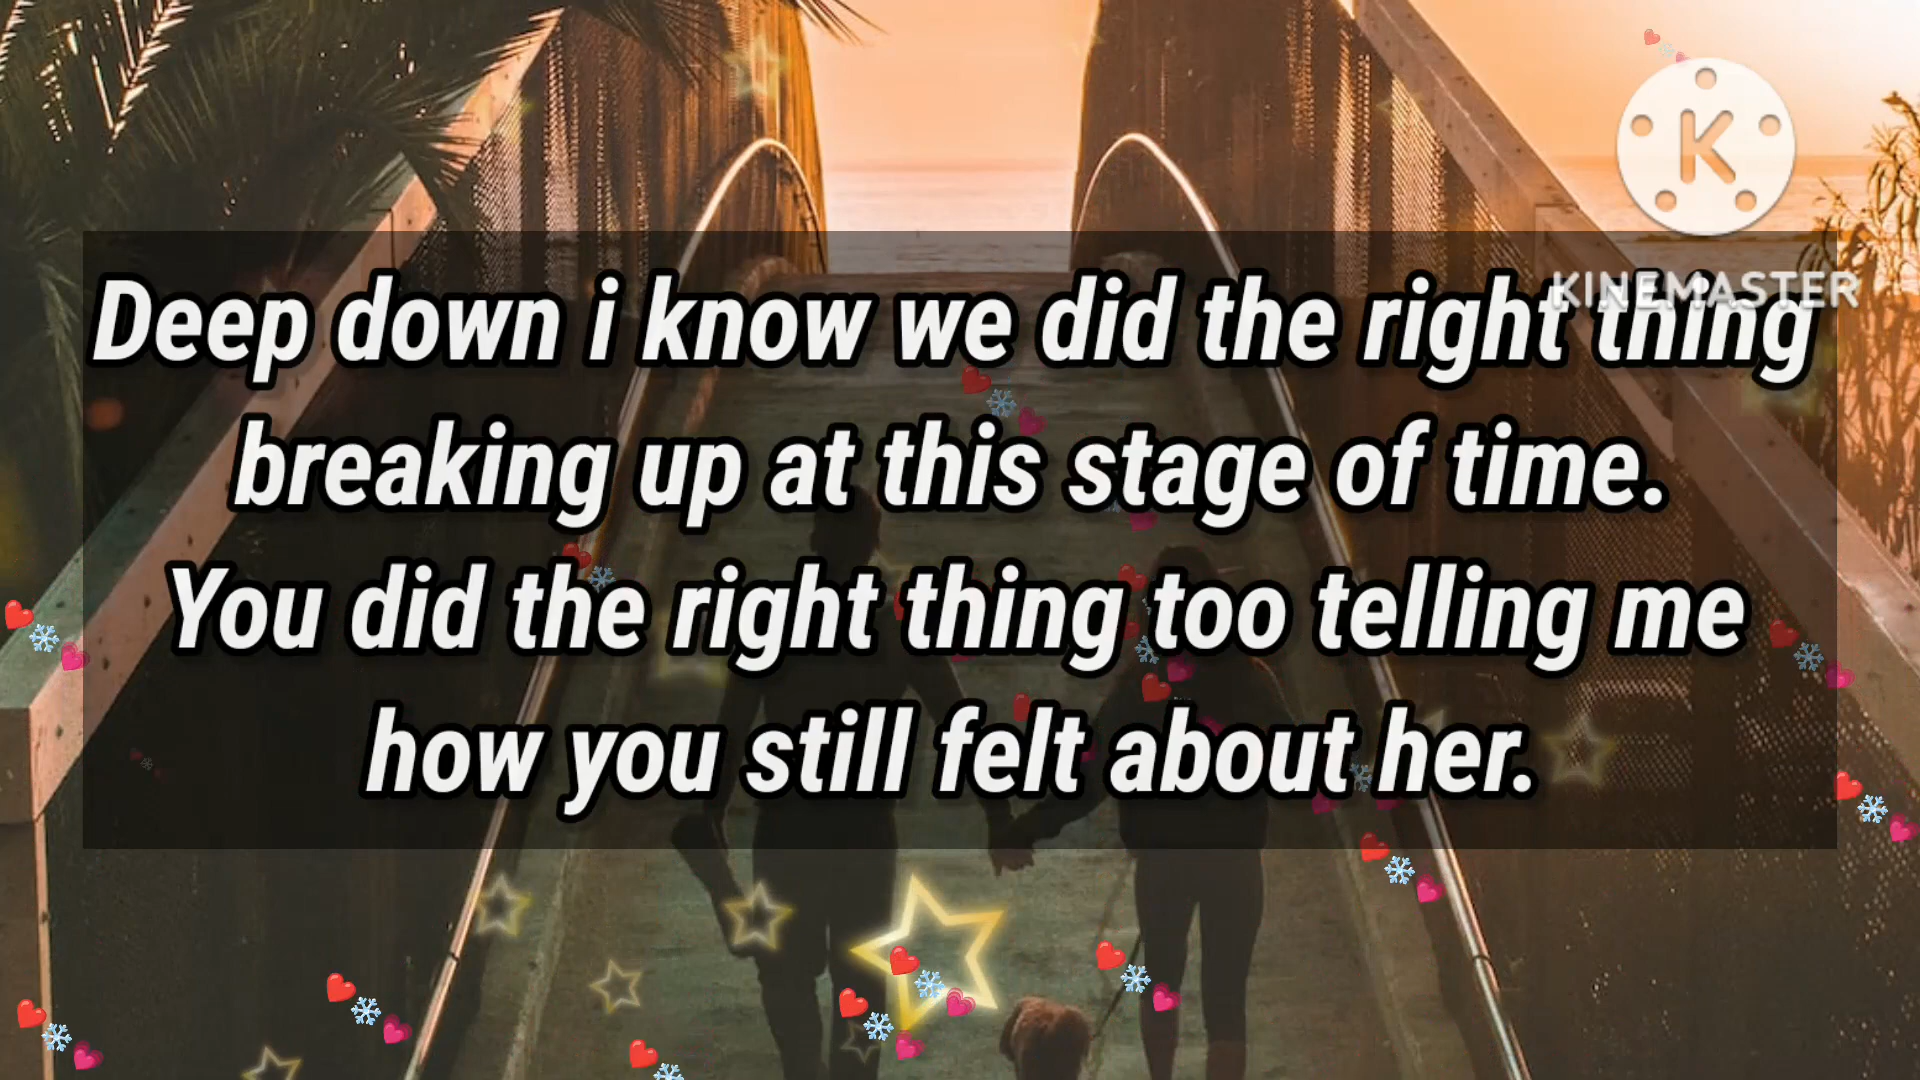 K
KINEMASTER
Deep down i know we did the right thing
breaking up at this stage of time.
You did the right thing too telling me
how you still felt about her.